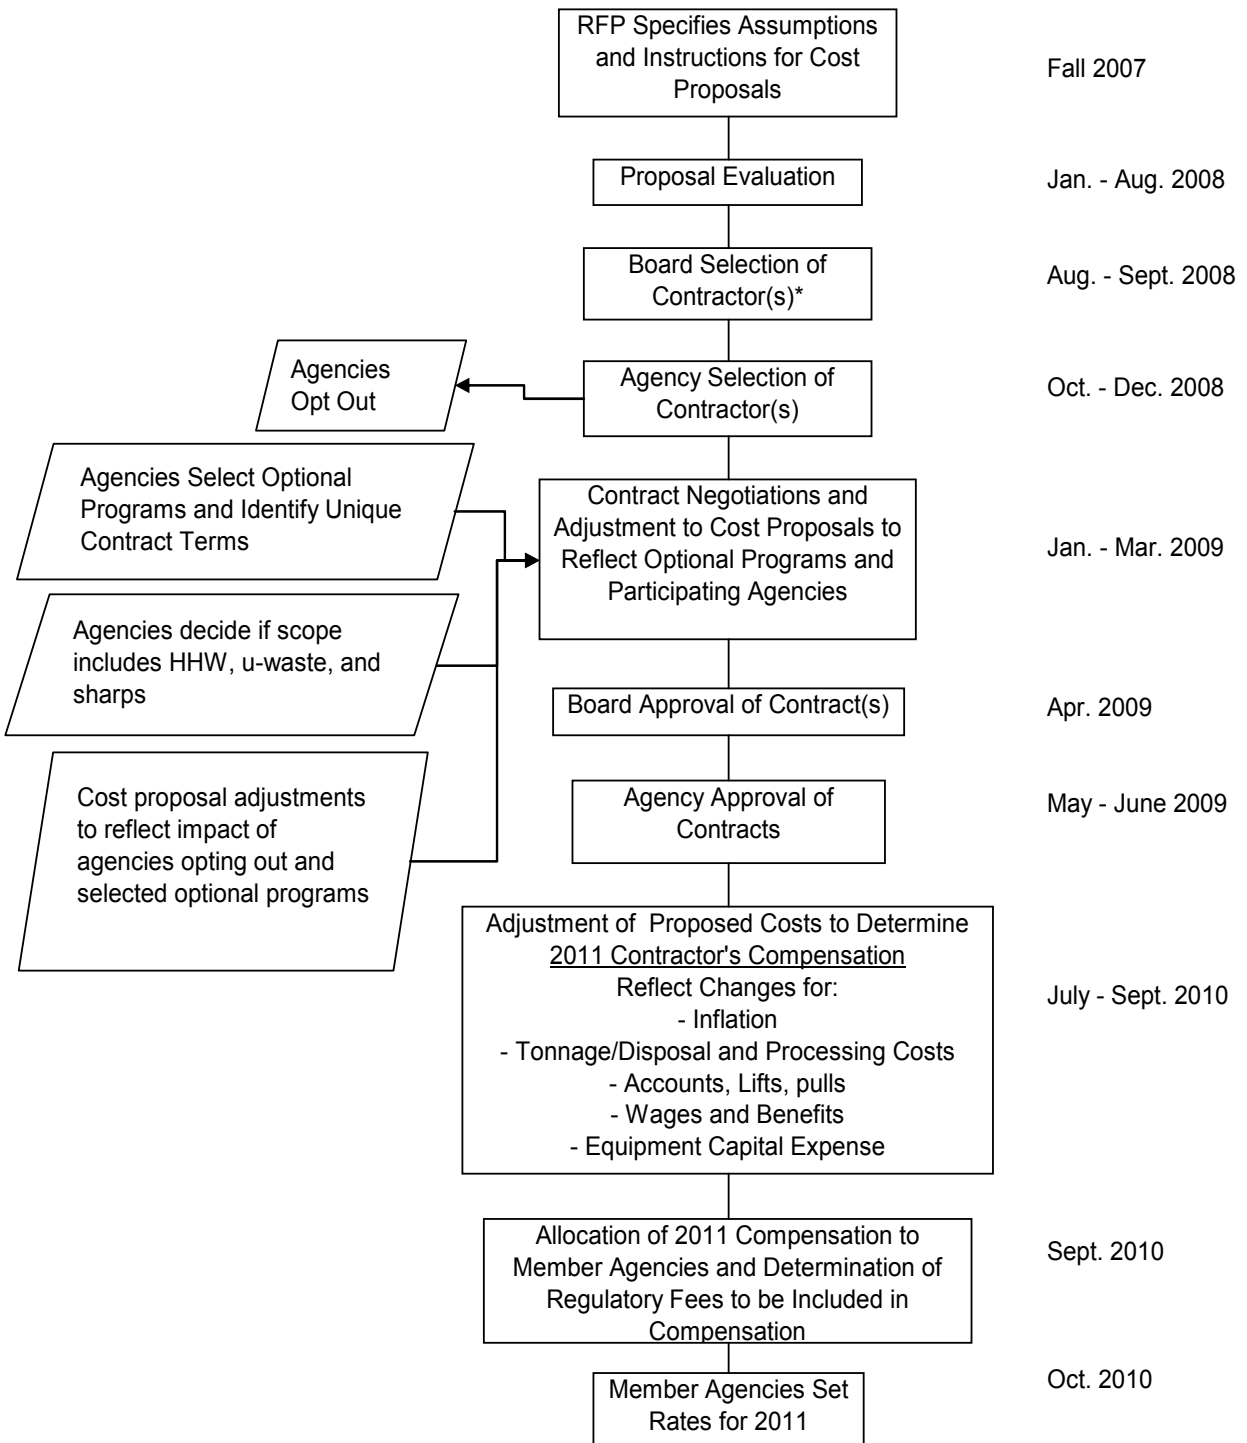 RFP Specifies Assumptions
and Instructions for Cost
Proposals
Fall 2007
Proposal Evaluation
Jan. - Aug. 2008
Board Selection of
Contractor(s)*
Aug. - Sept. 2008
Agencies
Opt Out
Agency Selection of
Contractor(s)
Oct. - Dec. 2008
Agencies Select Optional
Programs and Identify Unique
Contract Terms
Contract Negotiations and
Adjustment to Cost Proposals to
Reflect Optional Programs and
Participating Agencies
Jan. - Mar. 2009
Agencies decide if scope
includes HHW, u-waste, and
sharps
Board Approval of Contract(s)
Apr. 2009
Cost proposal adjustments
to reflect impact of
agencies opting out and
selected optional programs
Agency Approval of
Contracts
May - June 2009
Adjustment of  Proposed Costs to Determine
2011 Contractor's Compensation
Reflect Changes for:
- Inflation
- Tonnage/Disposal and Processing Costs
- Accounts, Lifts, pulls
- Wages and Benefits
- Equipment Capital Expense
July - Sept. 2010
Allocation of 2011 Compensation to
Member Agencies and Determination of
Regulatory Fees to be Included in
Compensation
Sept. 2010
Member Agencies Set
Rates for 2011
Oct. 2010